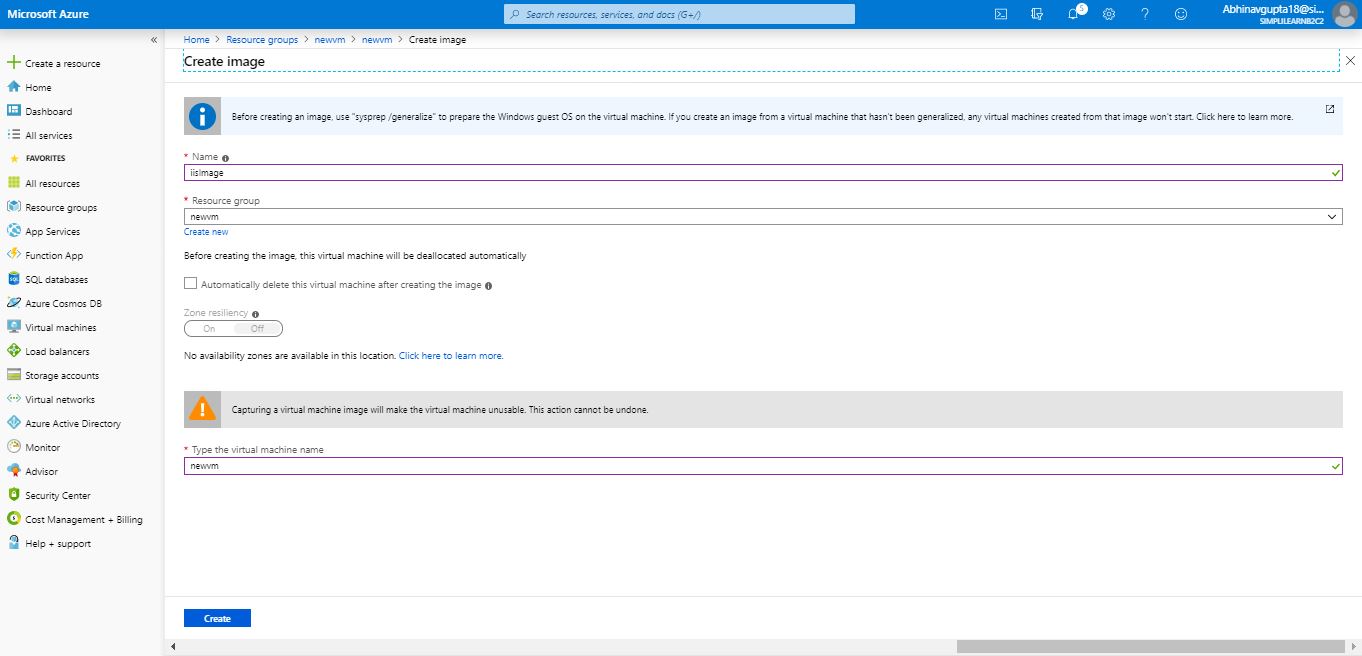 Microsoft Azure
Search resources, services, and docs (G+/)
5
Abhinavgupta18@si...
SIMPLILEARNB2C2
«
Home > Resource groups > newvm > newvm > Create image
Create image
Create a resource
Home
Dashboard
All services
FAVORITES
All resources
Resource groups
App Services
Function App
SQL databases
Azure Cosmos DB
Virtual machines
Load balancers
Storage accounts
Virtual networks
Azure Active Directory
Monitor
Advisor
Security Center
Cost Management + Billing
Help + support
Before creating an image, use "sysprep /generalize" to prepare the Windows guest OS on the virtual machine. If you create an image from a virtual machine that hasn't been generalized, any virtual machines created from that image won't start. Click here to learn more.
* Name
iisImage
* Resource group
newvm
Create new
Before creating the image, this virtual machine will be deallocated automatically
Automatically delete this virtual machine after creating the image
Zone resiliency
On Off
No availability zones are available in this location. Click here to learn more.
Capturing a virtual machine image will make the virtual machine unusable. This action cannot be undone.
* Type the virtual machine name
newvm
Create